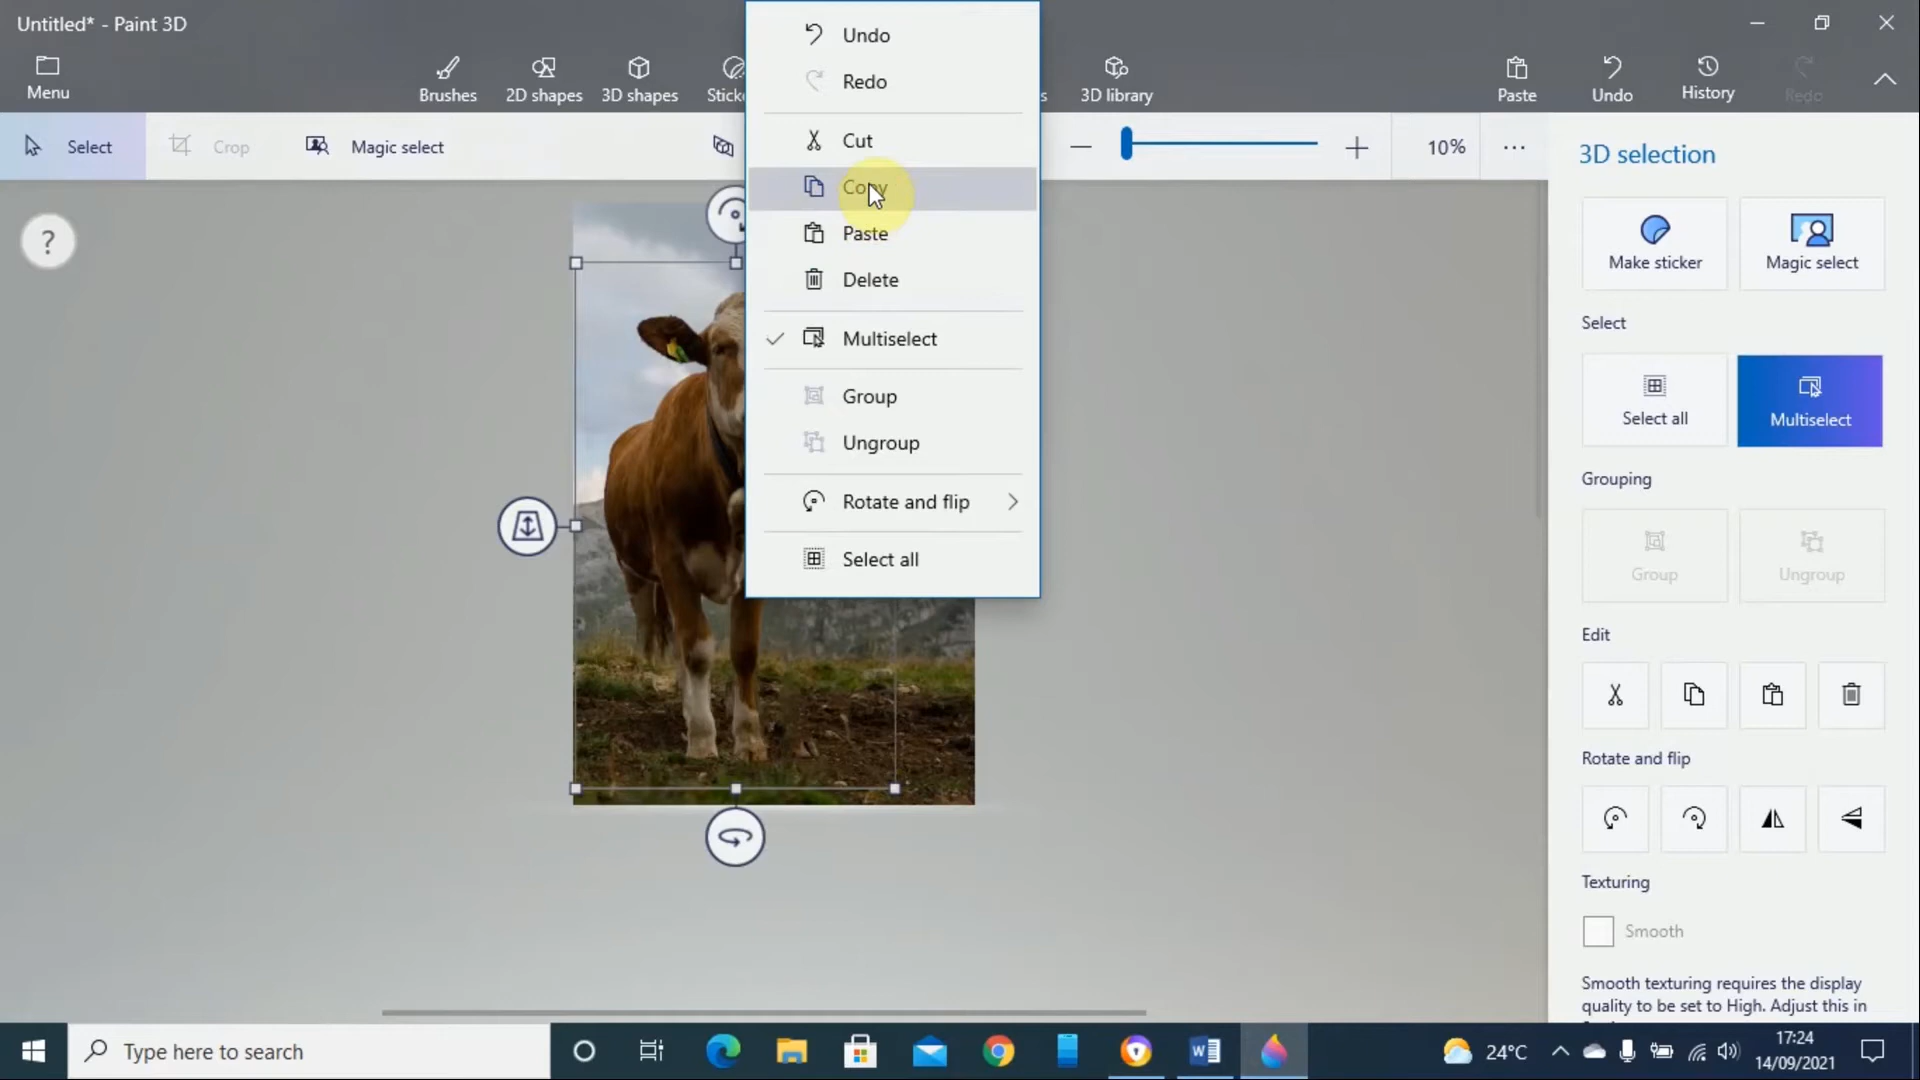 Untitled* - Paint 3D
Menu
Brushes
2D shapes
3D shapes
3D library
Paste
Undo
History
Redo
Select
Crop
Magic select
10%
Undo
Redo
Cut
Copy
Paste
Delete
Multiselect
Group
Ungroup
Rotate and flip
Select all
?
3D selection
Make sticker
Magic select
Select
Select all
Multiselect
Grouping
Group
Ungroup
Edit
Rotate and flip
Texturing
Smooth
Smooth texturing requires the display
quality to be set to High. Adjust this in
Type here to search
24°C
17:24
14/09/2021